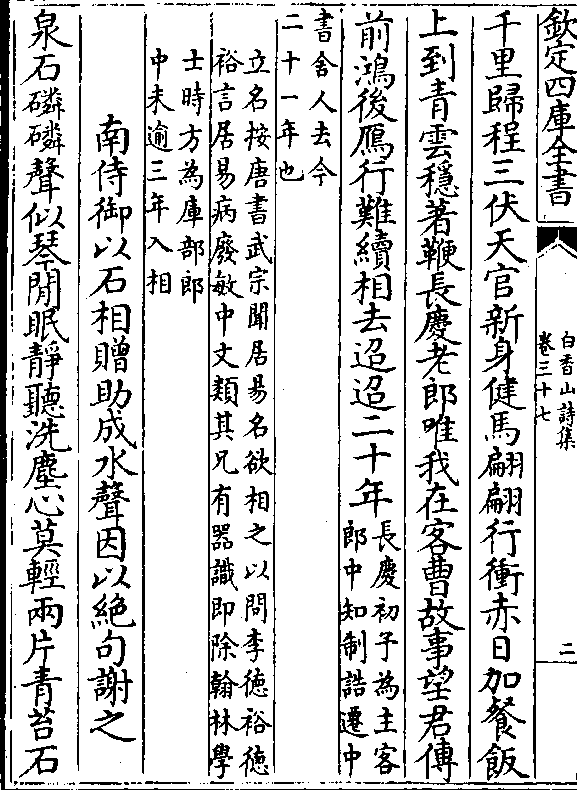 欽定四庫全書
白香山詩集
卷三十七
二
千里歸程三伏天官新身健馬翩翩行衝赤日加餐飯
上到青雲穩著鞭長慶老郎唯我在客曹故事望君傳
前鴻後鴈行難續相去迢迢二十年
長慶初予為主客
郎中知制誥遷中
書舍人去今
二十一年也
立名按唐書武宗聞居易名欲相之以問李德裕德
裕言居易病廢敏中文類其兄有器識即除翰林學
士時方為庫部郎
中未逾三年入相
南侍御以石相贈助成水聲因以絶句謝之
泉石磷磷聲似琴閒眠靜聽洗塵心莫輕兩片青苔石